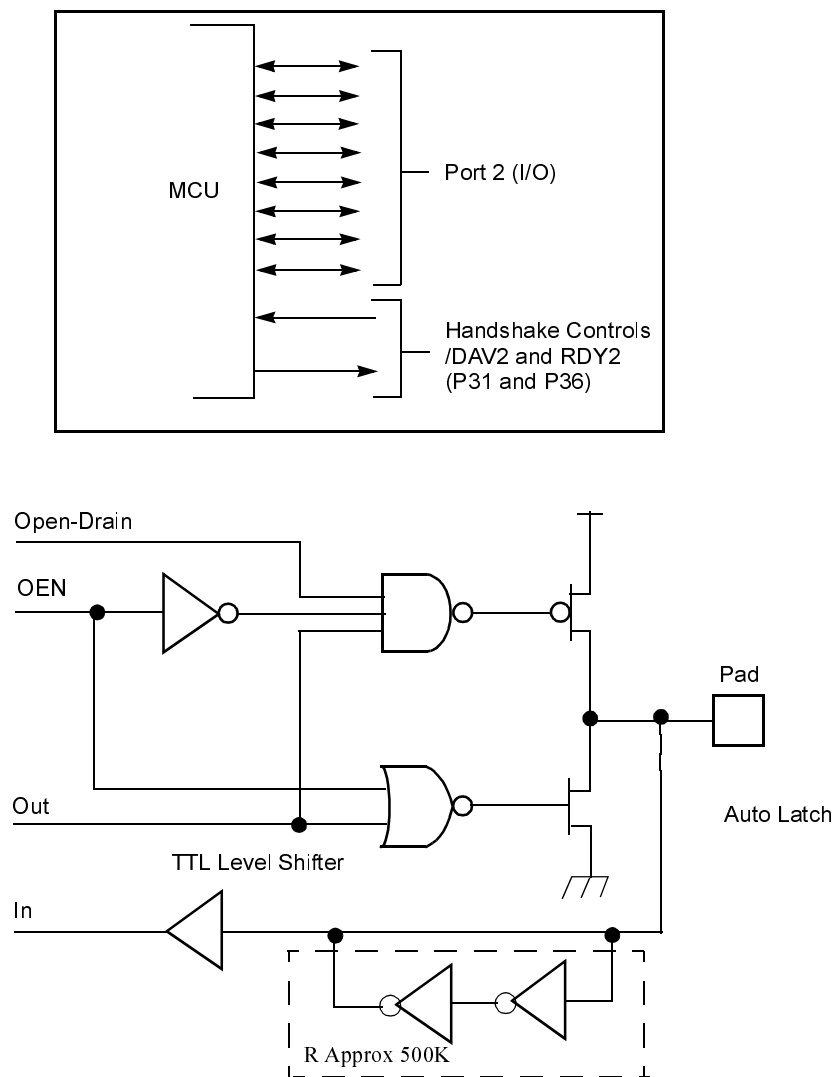 MCU
Port 2 (I/O)
Handshake Controls
/DAV2 and RDY2
(P31 and P36)
Open-Drain
OEN
Pad
Out
Auto Latch
TTL Level Shifter
In
R Approx 500K